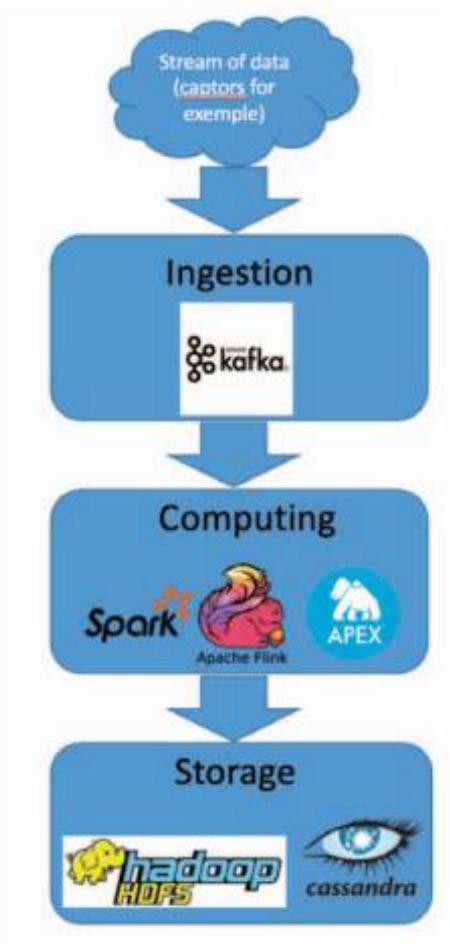 Stream of data
(captors for
exemple)
Ingestion
kafka
Computing
Spark
Apache Flink
APEX
Storage
hadoop
HDFS
cassandra